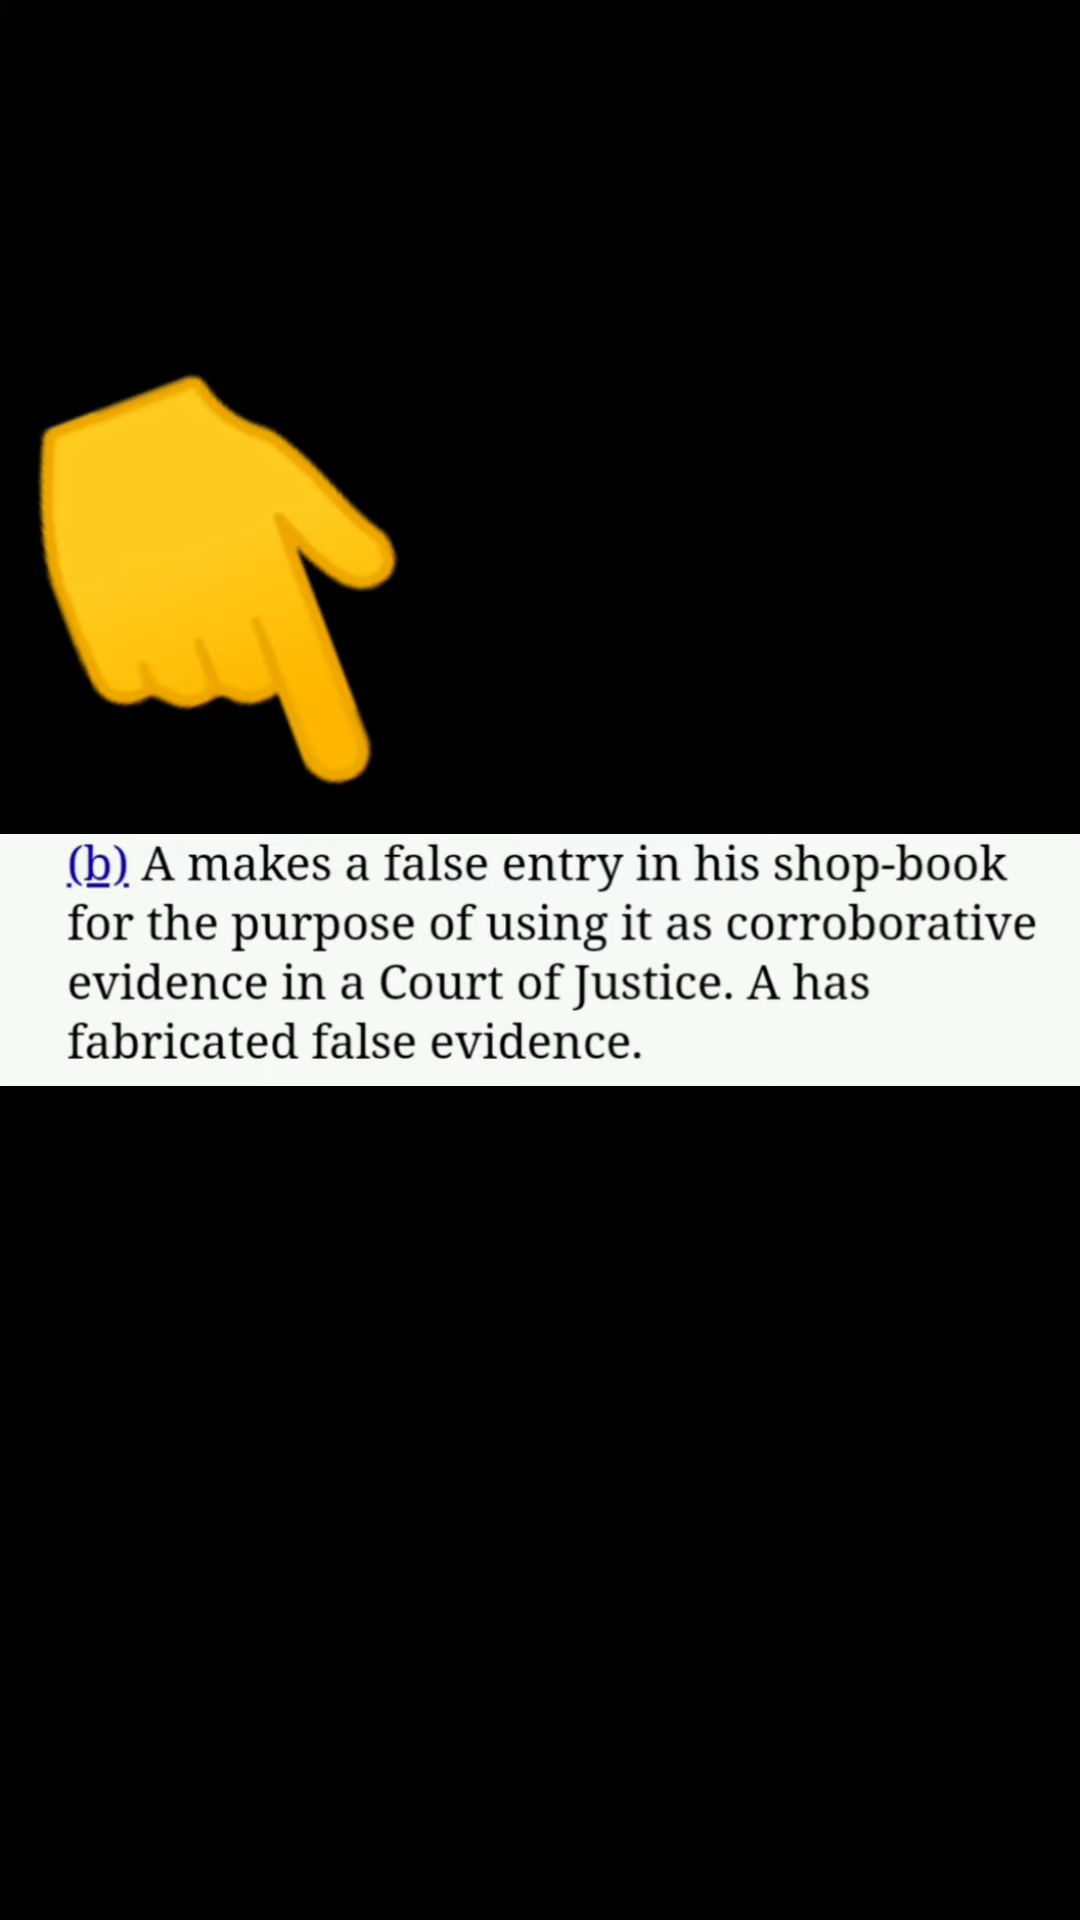 (b) A makes a false entry in his shop-book
for the purpose of using it as corroborative
evidence in a Court of Justice. A has
fabricated false evidence.